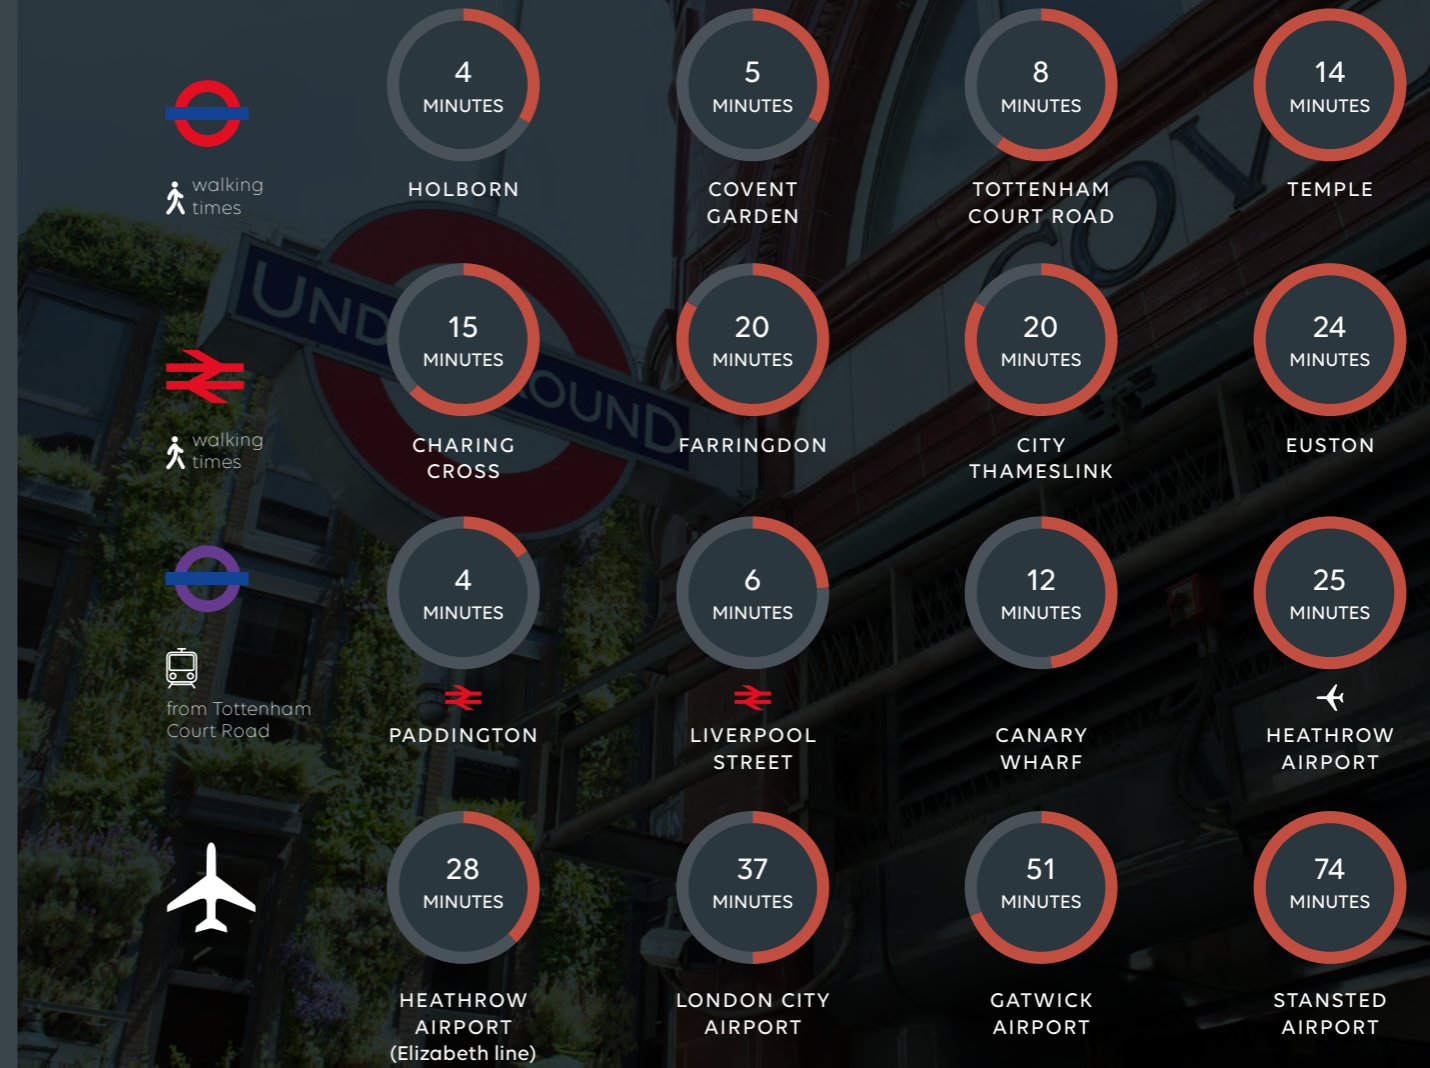 4
MINUTES
HOLBORN
5
MINUTES
COVENT
GARDEN
8
MINUTES
TOTTENHAM
COURT ROAD
14
MINUTES
TEMPLE
walking
times
15
MINUTES
CHARING
CROSS
20
MINUTES
FARRINGDON
20
MINUTES
CITY
THAMESLINK
24
MINUTES
EUSTON
walking
times
4
MINUTES
PADDINGTON
6
MINUTES
LIVERPOOL
STREET
12
MINUTES
CANARY
WHARF
25
MINUTES
HEATHROW
AIRPORT
from Tottenham
Court Road
28
MINUTES
HEATHROW
AIRPORT
(Elizabeth line)
37
MINUTES
LONDON CITY
AIRPORT
51
MINUTES
GATWICK
AIRPORT
74
MINUTES
STANSTED
AIRPORT
UND ROUND
COV